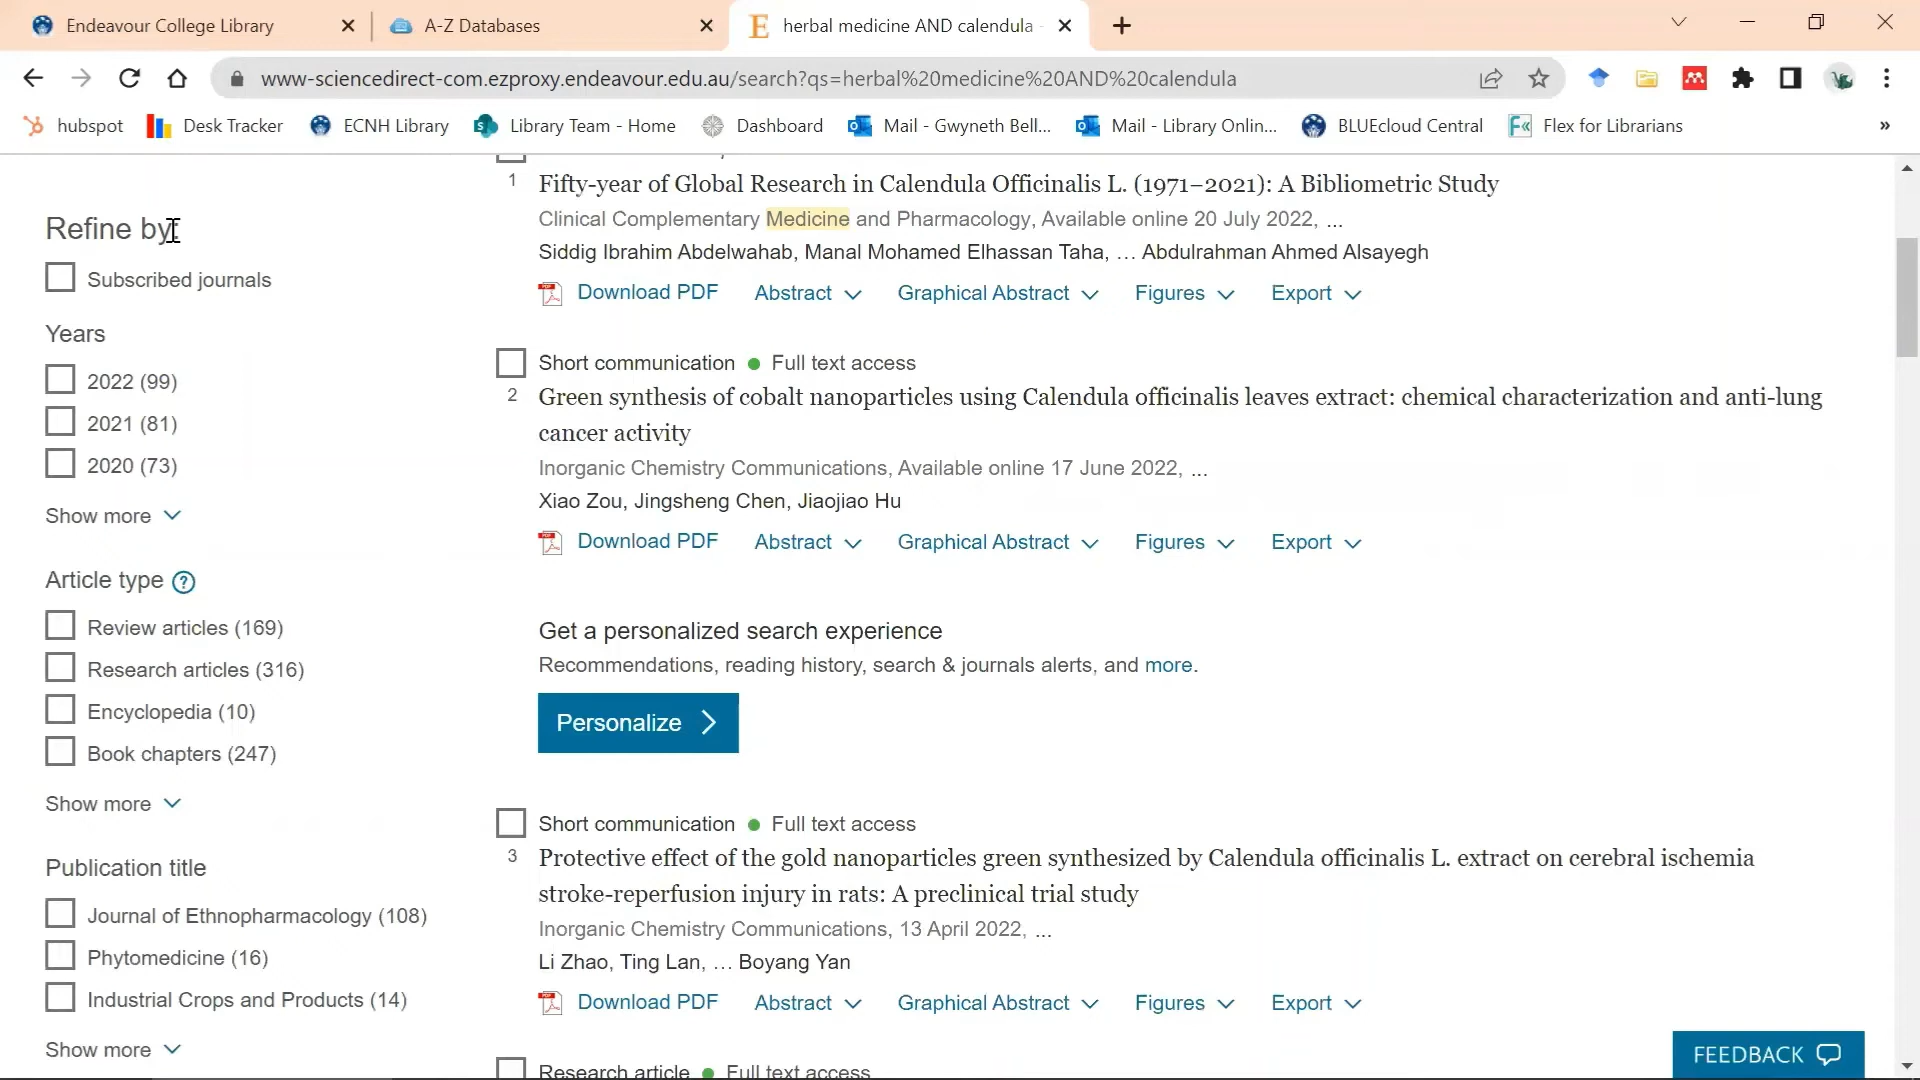 Endeavour College Library
A-Z Databases
herbal medicine AND calendula -
www-sciencedirect-com.ezproxy.endeavour.edu.au/search?qs=herbal%20medicine%20AND%20calendula
hubspot
Desk Tracker
ECNH Library
Library Team - Home
Dashboard
Mail - Gwyneth Bell...
Mail - Library Onlin...
BLUEcloud Central
Flex for Librarians
»
Refine by:
Subscribed journals
Years
2022 (99)
2021 (81)
2020 (73)
Show more
Article type ?
Review articles (169)
Research articles (316)
Encyclopedia (10)
Book chapters (247)
Show more
Publication title
Journal of Ethnopharmacology (108)
Phytomedicine (16)
Industrial Crops and Products (14)
Show more
1 Fifty-year of Global Research in Calendula Officinalis L. (1971–2021): A Bibliometric Study
Clinical Complementary Medicine and Pharmacology, Available online 20 July 2022, ...
Siddig Ibrahim Abdelwahab, Manal Mohamed Elhassan Taha, … Abdulrahman Ahmed Alsayegh
Download PDF Abstract Graphical Abstract Figures Export
Short communication ● Full text access
2 Green synthesis of cobalt nanoparticles using Calendula officinalis leaves extract: chemical characterization and anti-lung
cancer activity
Inorganic Chemistry Communications, Available online 17 June 2022, ...
Xiao Zou, Jingsheng Chen, Jiaojiao Hu
Download PDF Abstract Graphical Abstract Figures Export
Get a personalized search experience
Recommendations, reading history, search & journals alerts, and more.
Personalize
Short communication ● Full text access
3 Protective effect of the gold nanoparticles green synthesized by Calendula officinalis L. extract on cerebral ischemia
stroke-reperfusion injury in rats: A preclinical trial study
Inorganic Chemistry Communications, 13 April 2022, ...
Li Zhao, Ting Lan, … Boyang Yan
Download PDF Abstract Graphical Abstract Figures Export
Research article ● Full text access
FEEDBACK